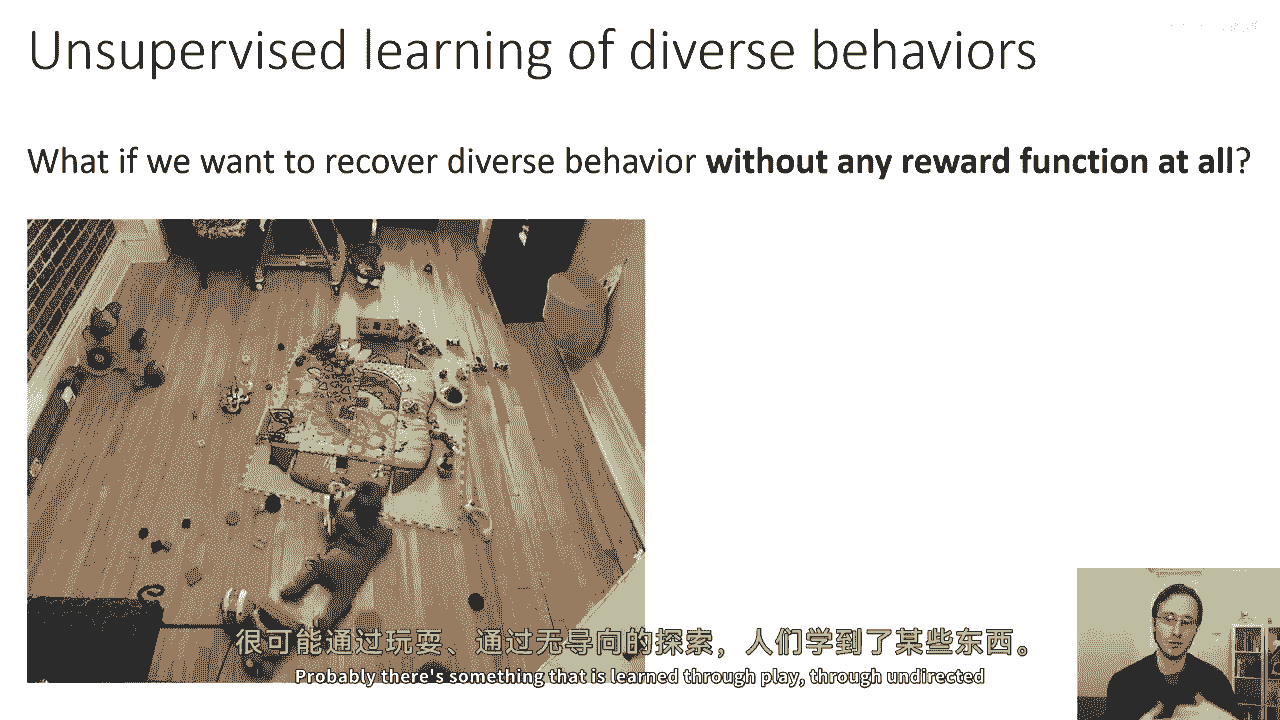 Unsupervised learning of diverse behaviors
What if we want to recover diverse behavior without any reward function at all?
很可能通过玩耍、通过无导向的探索，人们学到了某些东西。
Probably there's something that is learned through play, through undirected